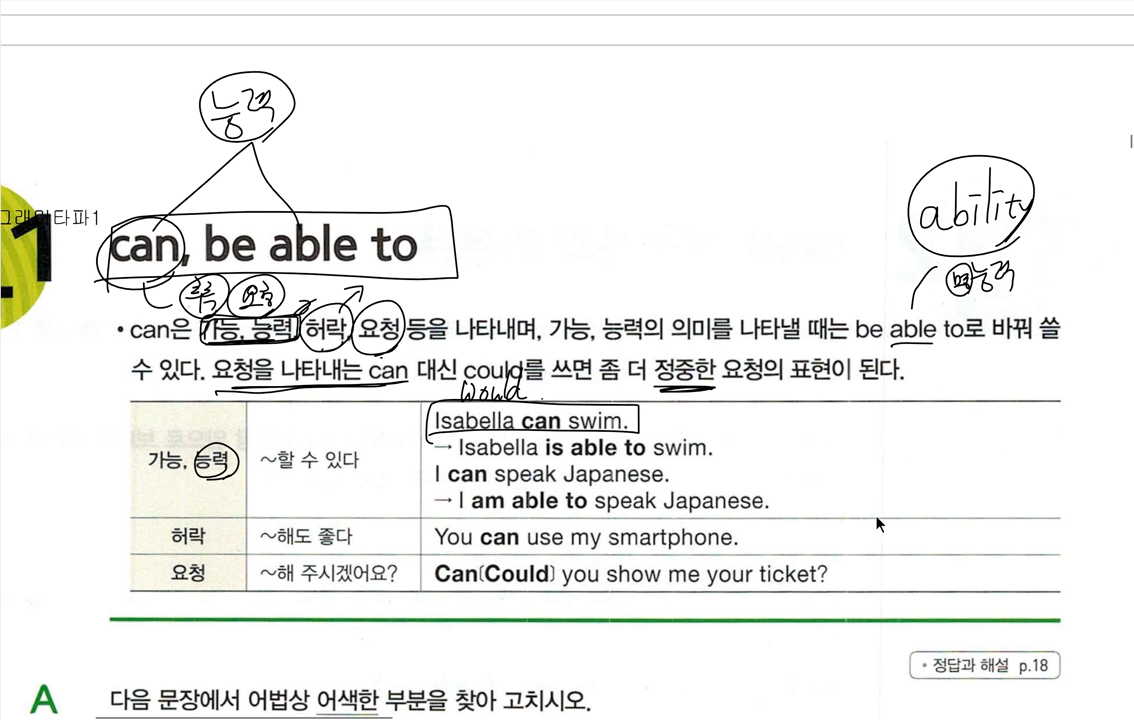 능력
ability
명 능력
그래머타파1
1
can, be able to
추측 요청
• can은 가능, 능력, 허락, 요청 등을 나타내며, 가능, 능력의 의미를 나타낼 때는 be able to로 바꿔 쓸
수 있다. 요청을 나타내는 can 대신 could를 쓰면 좀 더 정중한 요청의 표현이 된다.
would
가능, 능력 ~할 수 있다 Isabella can swim.
→ Isabella is able to swim.
I can speak Japanese.
→ I am able to speak Japanese.
허락 ~해도 좋다 You can use my smartphone.
요청 ~해 주시겠어요? Can(Could) you show me your ticket?
• 정답과 해설 p.18
A 다음 문장에서 어법상 어색한 부분을 찾아 고치시오.